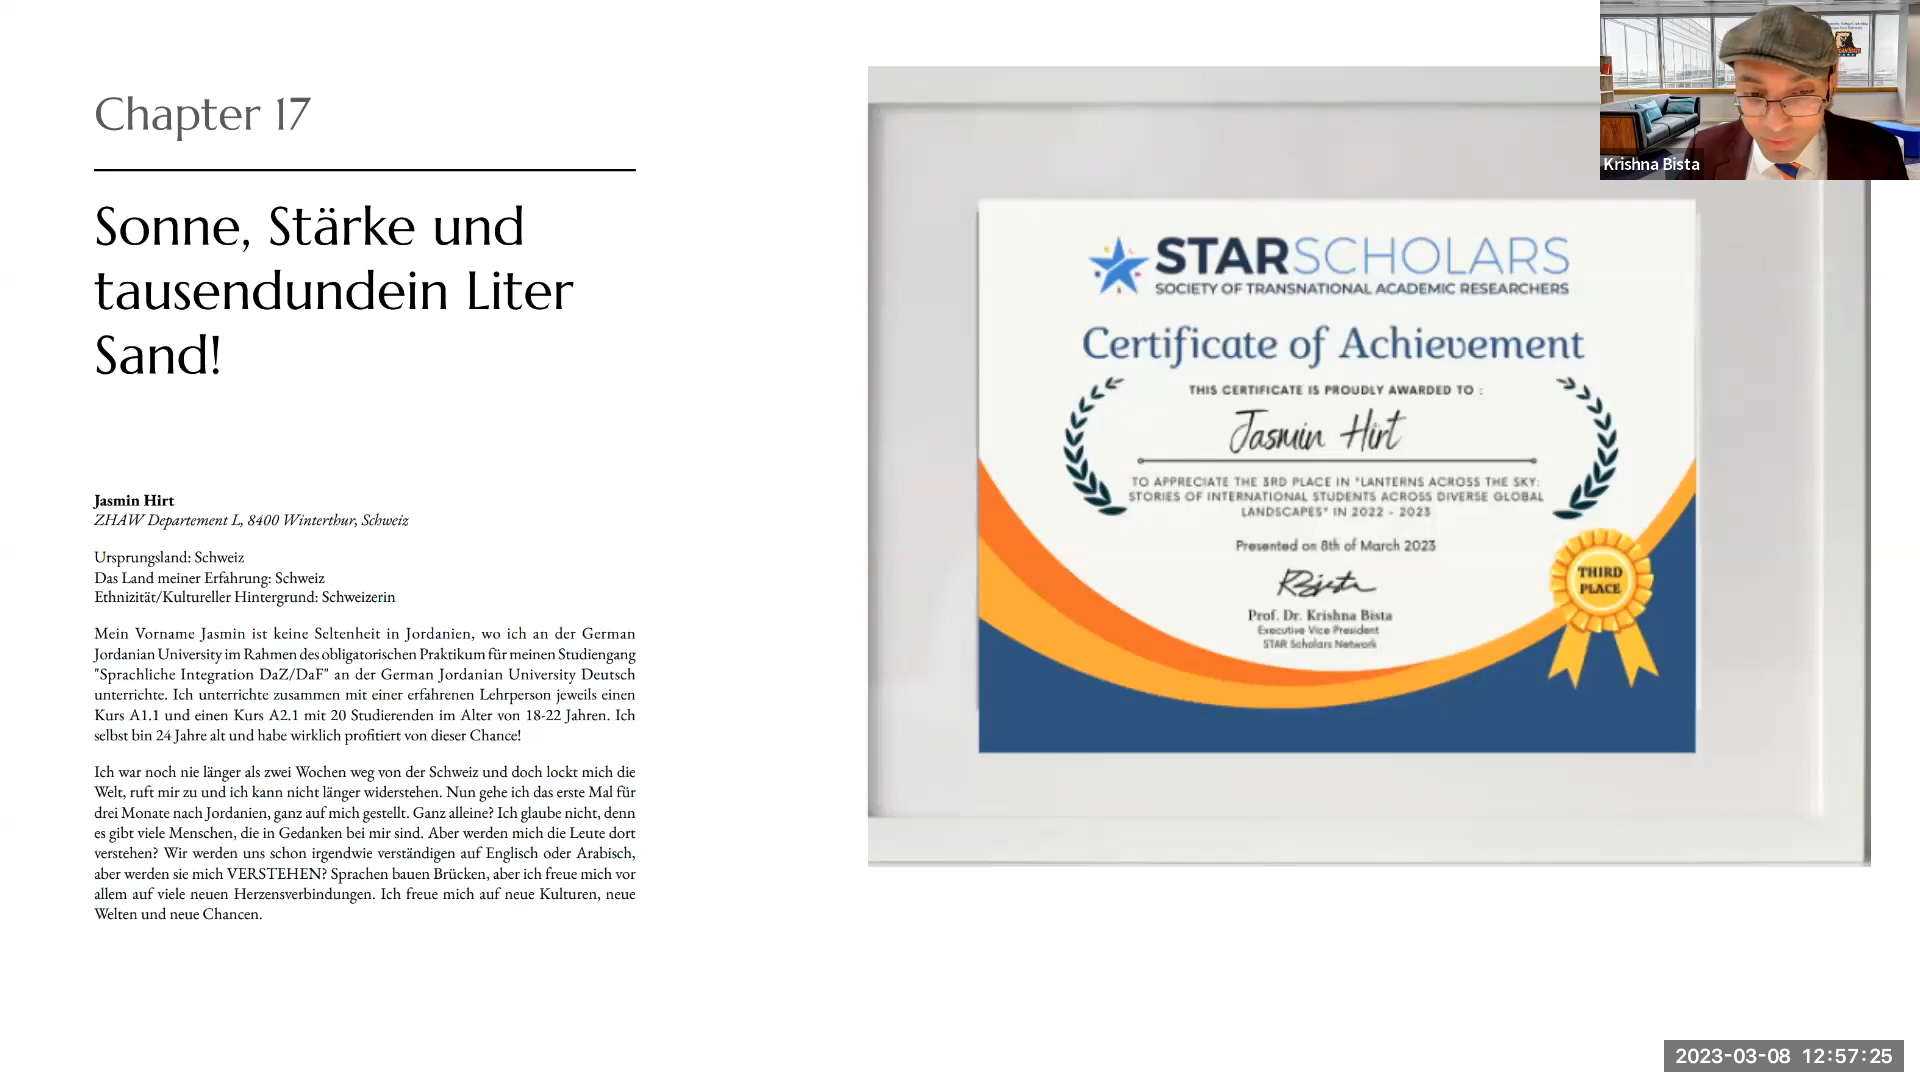 Chapter 17
Sonne, Stärke und
tausendundein Liter
Sand!
Jasmin Hirt
ZHAW Departement L, 8400 Winterthur, Schweiz
Ursprungsland: Schweiz
Das Land meiner Erfahrung: Schweiz
Ethnizität/Kultureller Hintergrund: Schweizerin
Mein Vorname Jasmin ist keine Seltenheit in Jordanien, wo ich an der German
Jordanian University im Rahmen des obligatorischen Praktikum für meinen Studiengang
"Sprachliche Integration DaZ/DaF" an der German Jordanian University Deutsch
unterrichte. Ich unterrichte zusammen mit einer erfahrenen Lehrperson jeweils einen
Kurs A1.1 und einen Kurs A2.1 mit 20 Studierenden im Alter von 18-22 Jahren. Ich
selbst bin 24 Jahre alt und habe wirklich profitiert von dieser Chance!
Ich war noch nie länger als zwei Wochen weg von der Schweiz und doch lockt mich die
Welt, ruft mir zu und ich kann nicht länger widerstehen. Nun gehe ich das erste Mal für
drei Monate nach Jordanien, ganz auf mich gestellt. Ganz alleine? Ich glaube nicht, denn
es gibt viele Menschen, die in Gedanken bei mir sind. Aber werden mich die Leute dort
verstehen? Wir werden uns schon irgendwie verständigen auf Englisch oder Arabisch,
aber werden sie mich VERSTEHEN? Sprachen bauen Brücken, aber ich freue mich vor
allem auf viele neuen Herzensverbindungen. Ich freue mich auf neue Kulturen, neue
Welten und neue Chancen.
STARSCHOLARS
SOCIETY OF TRANSNATIONAL ACADEMIC RESEARCHERS
Certificate of Achievement
THIS CERTIFICATE IS PROUDLY AWARDED TO :
Jasmin Hirt
TO APPRECIATE THE 3RD PLACE IN "LANTERNS ACROSS THE SKY:
STORIES OF INTERNATIONAL STUDENTS ACROSS DIVERSE GLOBAL
LANDSCAPES" IN 2022 - 2023
Presented on 8th of March 2023
Prof. Dr. Krishna Bista
Executive Vice President
STAR Scholars Network
THIRD
PLACE
Krishna Bista
2023-03-08 12:57:25